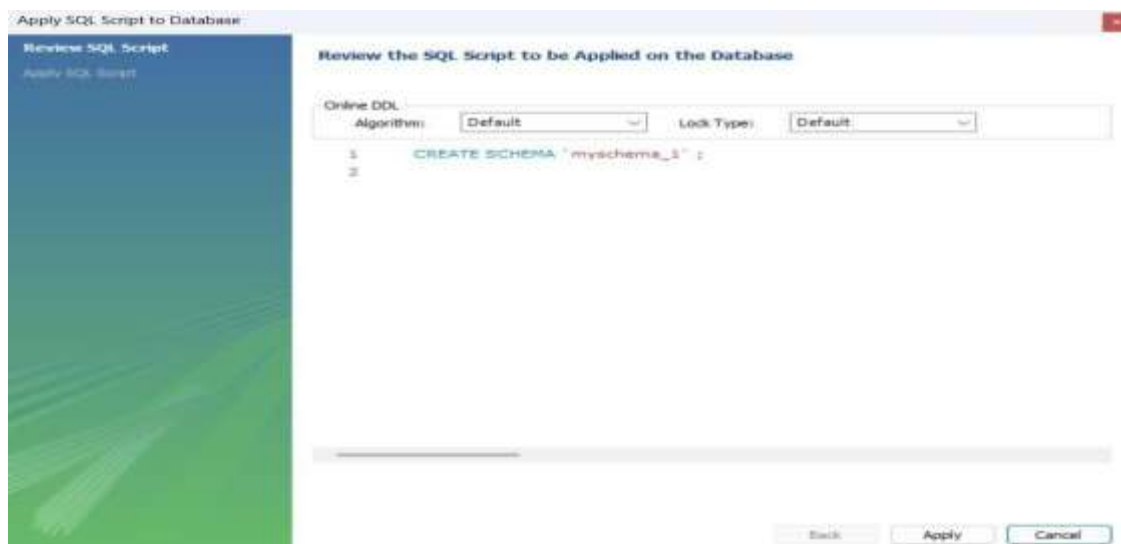 Apply SQL Script to Database
Review SQL Script
Apply SQL Script
Review the SQL Script to be Applied on the Database
Online DDL
Algorithm: Default Lock Type: Default
1 CREATE SCHEMA `myschema_1` ;
2
Back Apply Cancel